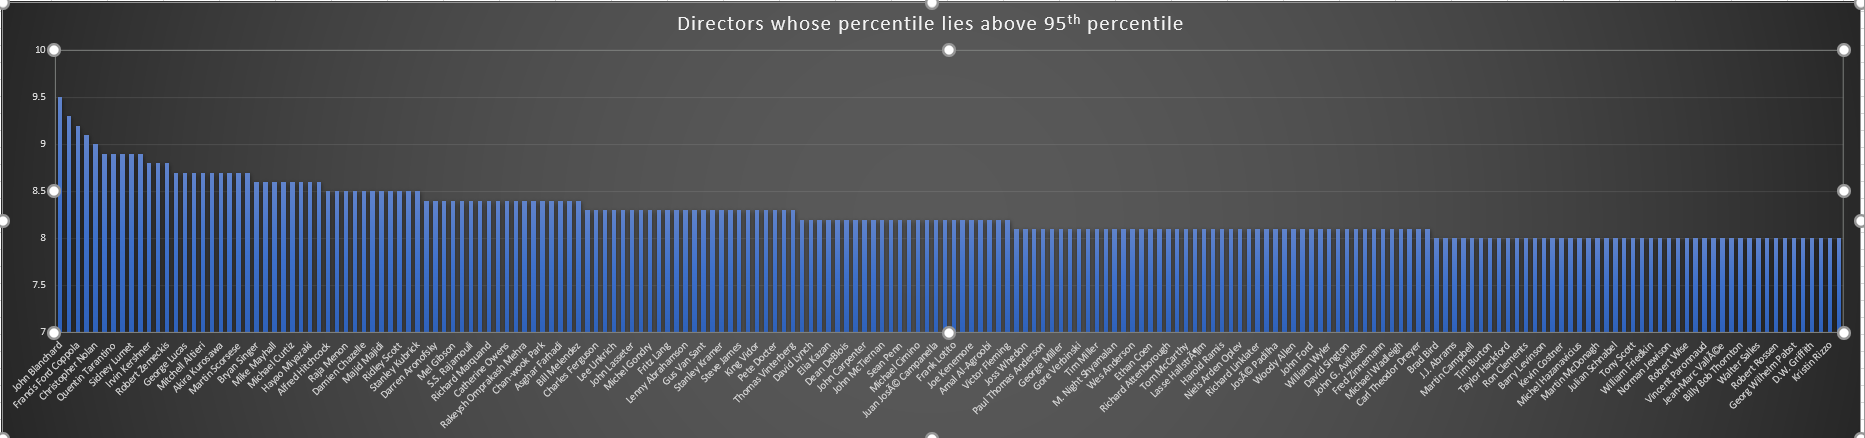 Directors whose percentile lies above 95th percentile
10
9.5
9
8.5
8
7.5
7
John Blanchard
Francis Ford Coppola
Christopher Nolan
Quentin Tarantino
Sidney Lumet
Irvin Kershner
Robert Zemeckis
George Lucas
Mitchell Altieri
Akira Kurosawa
Martin Scorsese
Bryan Singer
Mike Mayhall
Michael Curtiz
Hayao Miyazaki
Alfred Hitchcock
Raja Menon
Damien Chazelle
Majid Majidi
Ridley Scott
Stanley Kubrick
Darren Aronofsky
Mel Gibson
S.S. Rajamouli
Richard Marquand
Catherine Owens
Rakeysh Omprakash Mehra
Chan-wook Park
Asghar Farhadi
Bill Melendez
Charles Ferguson
Lee Unkrich
John Lasseter
Michel Gondry
Fritz Lang
Lenny Abrahamson
Gus Van Sant
Stanley Kramer
Steve James
King Vidor
Pete Docter
Thomas Vinterberg
David Lynch
Elia Kazan
Dean DeBlois
John Carpenter
John McTiernan
Sean Penn
Michael Cimino
Juan JosÃ© Campanella
Frank Lotito
Joe Kenemore
Amal Al-Agroobi
Victor Fleming
Joss Whedon
Paul Thomas Anderson
George Miller
Gore Verbinski
Tim Miller
M. Night Shyamalan
Wes Anderson
Ethan Coen
Richard Attenborough
Tom McCarthy
Lasse HallstrÃ¶m
Harold Ramis
Niels Arden Oplev
Richard Linklater
JosÃ© Padilha
Woody Allen
John Ford
William Wyler
David Sington
John G. Avildsen
Fred Zinnemann
Michael Wadleigh
Carl Theodor Dreyer
Brad Bird
J.J. Abrams
Martin Campbell
Tim Burton
Taylor Hackford
Ron Clements
Barry Levinson
Kevin Costner
Michel Hazanavicius
Martin McDonagh
Julian Schnabel
Tony Scott
William Friedkin
Norman Jewison
Robert Wise
Vincent Paronnaud
Jean-Marc VallÃ©e
Billy Bob Thornton
Walter Salles
Robert Rossen
Georg Wilhelm Pabst
D.W. Griffith
Kristin Rizzo